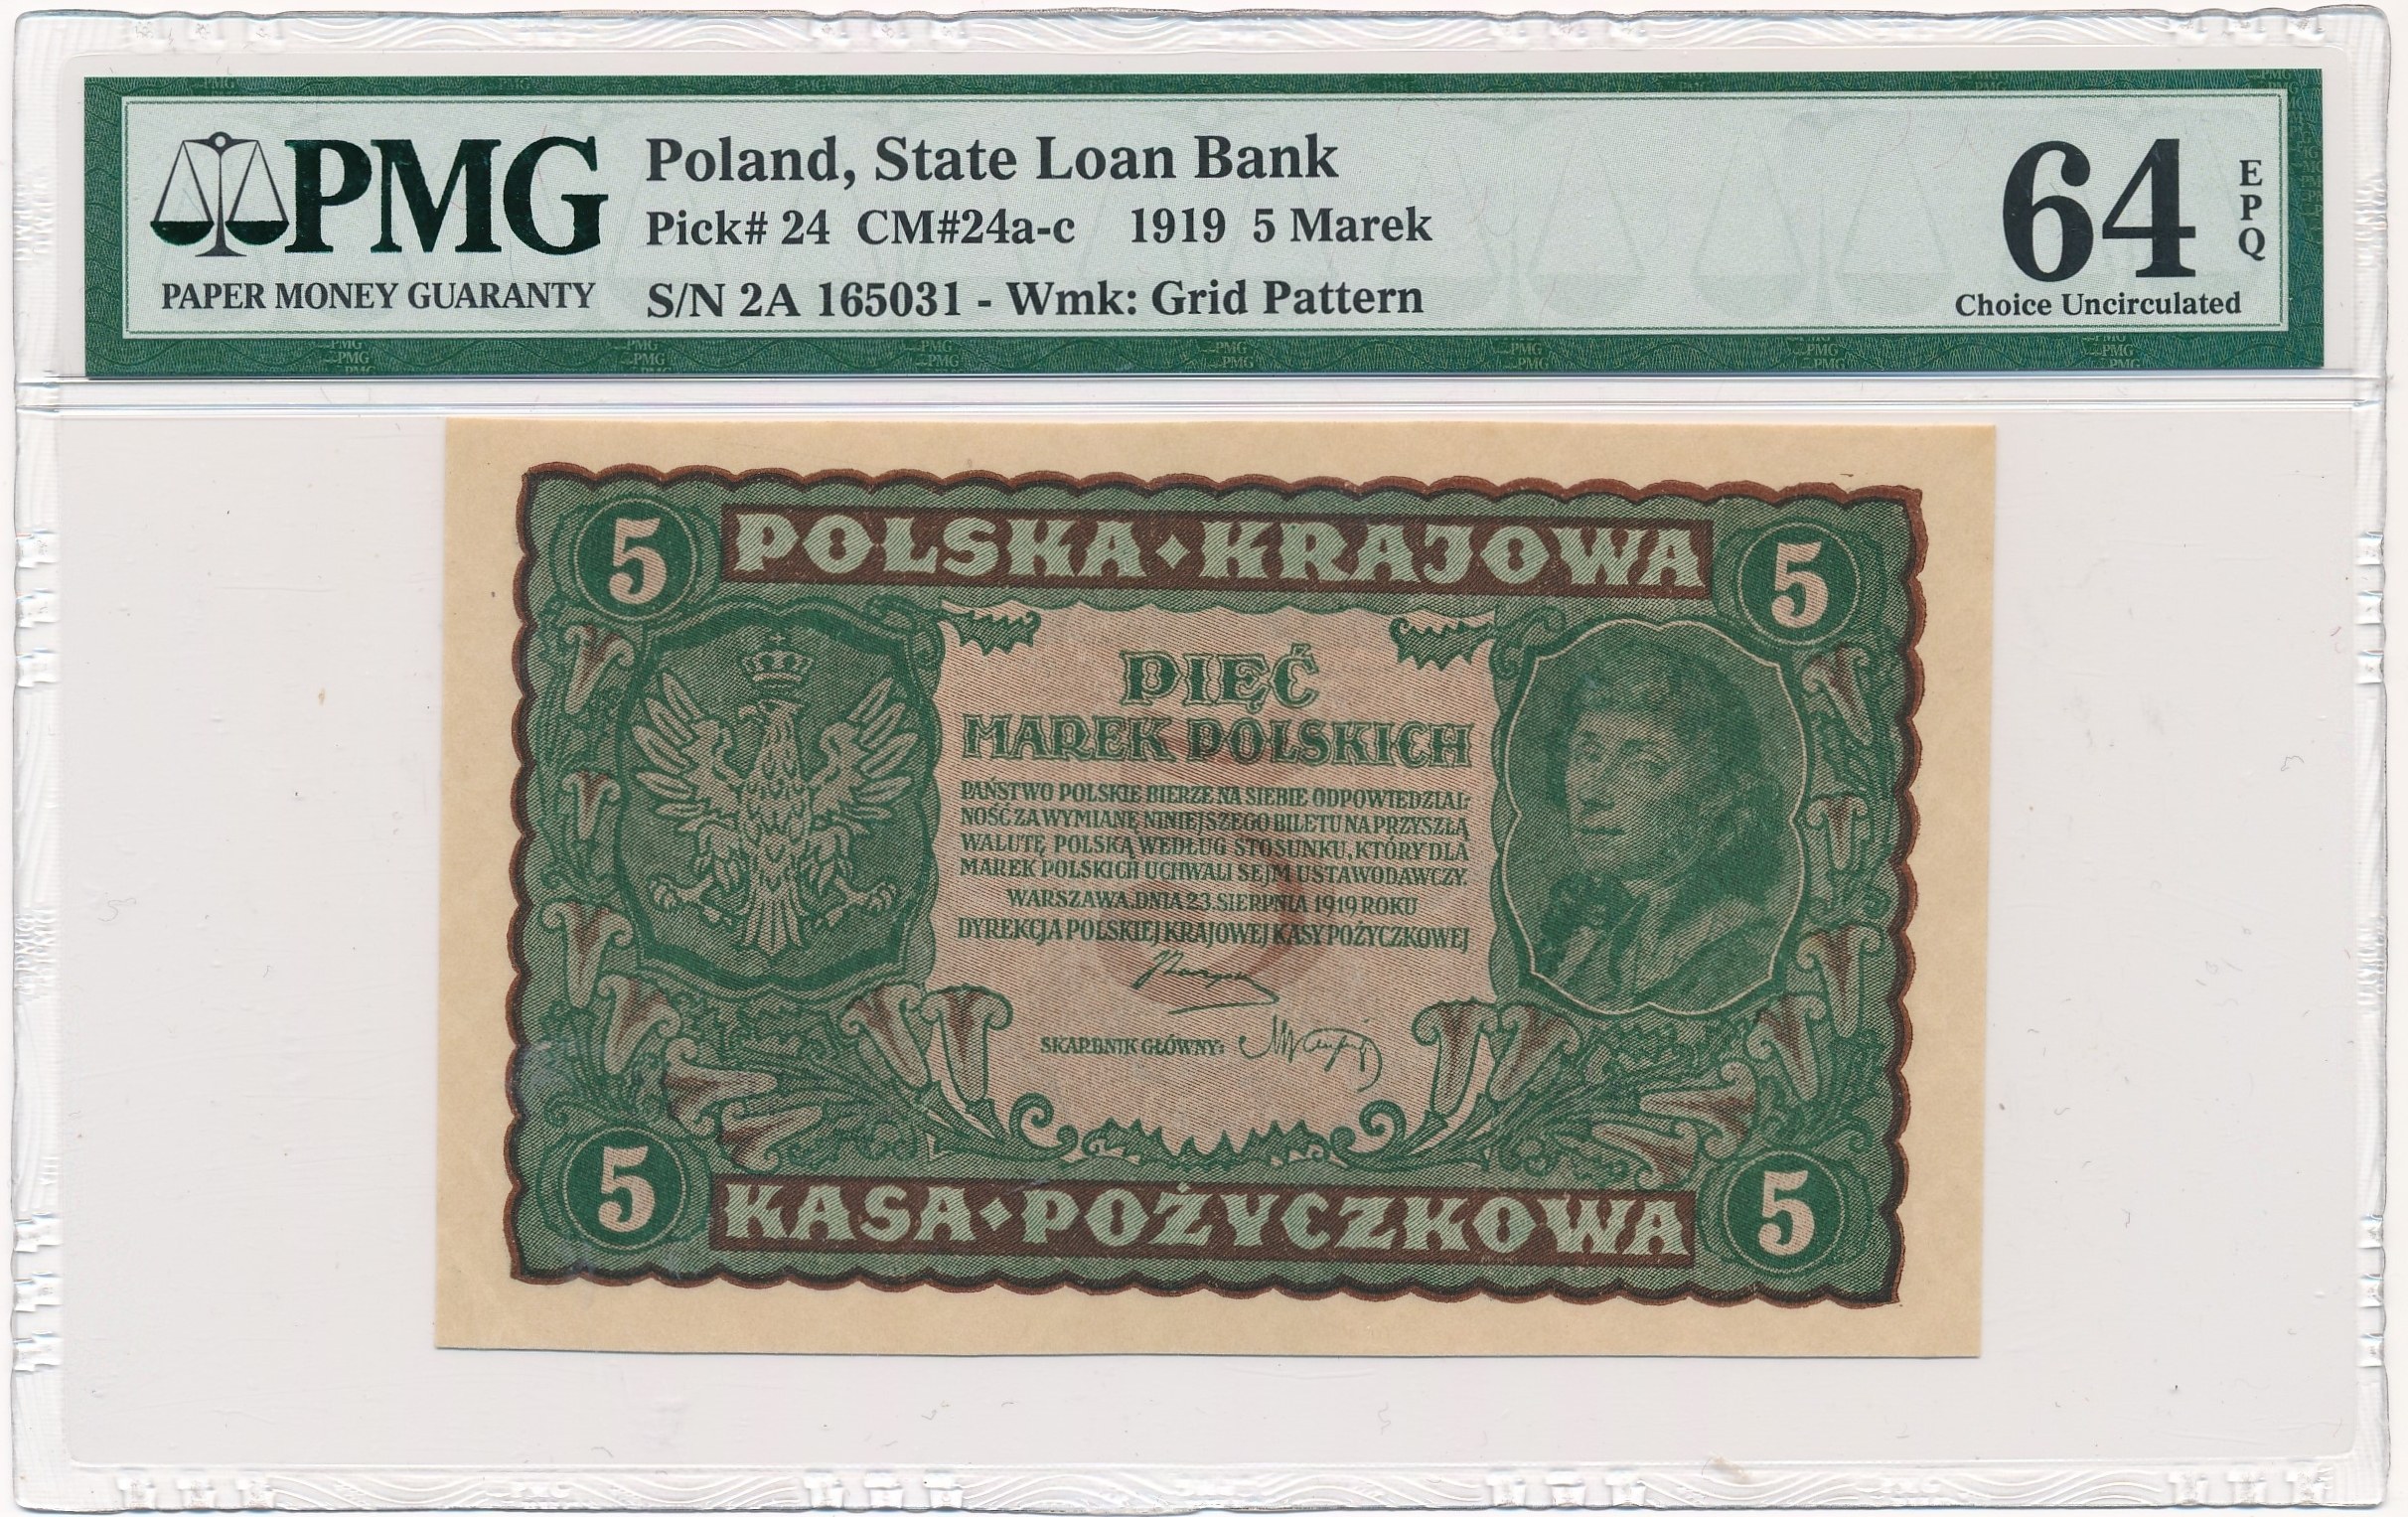 PMG
PAPER MONEY GUARANTY
Poland, State Loan Bank
Pick# 24 CM#24a-c 1919 5 Marek
S/N 2A 165031 - Wmk: Grid Pattern
64
EPQ
Choice Uncirculated
5 POLSKA KRAJOWA 5
PIĘĆ
MAREK POLSKICH
PAŃSTWO POLSKIE BIERZE NA SIEBIE ODPOWIEDZIAL-
NOŚĆ ZA WYMIANĘ NINIEJSZEGO BILETU NA PRZYSZŁĄ
WALUTĘ POLSKĄ WEDŁUG STOSUNKU, KTÓRY DLA
MAREK POLSKICH UCHWALI SEJM USTAWODAWCZY.
WARSZAWA, DNIA 23. SIERPNIA 1919 ROKU
DYREKCJA POLSKIEJ KRAJOWEJ KASY POŻYCZKOWEJ
SKARBNIK GŁÓWNY:
5 KASA POŻYCZKOWA 5